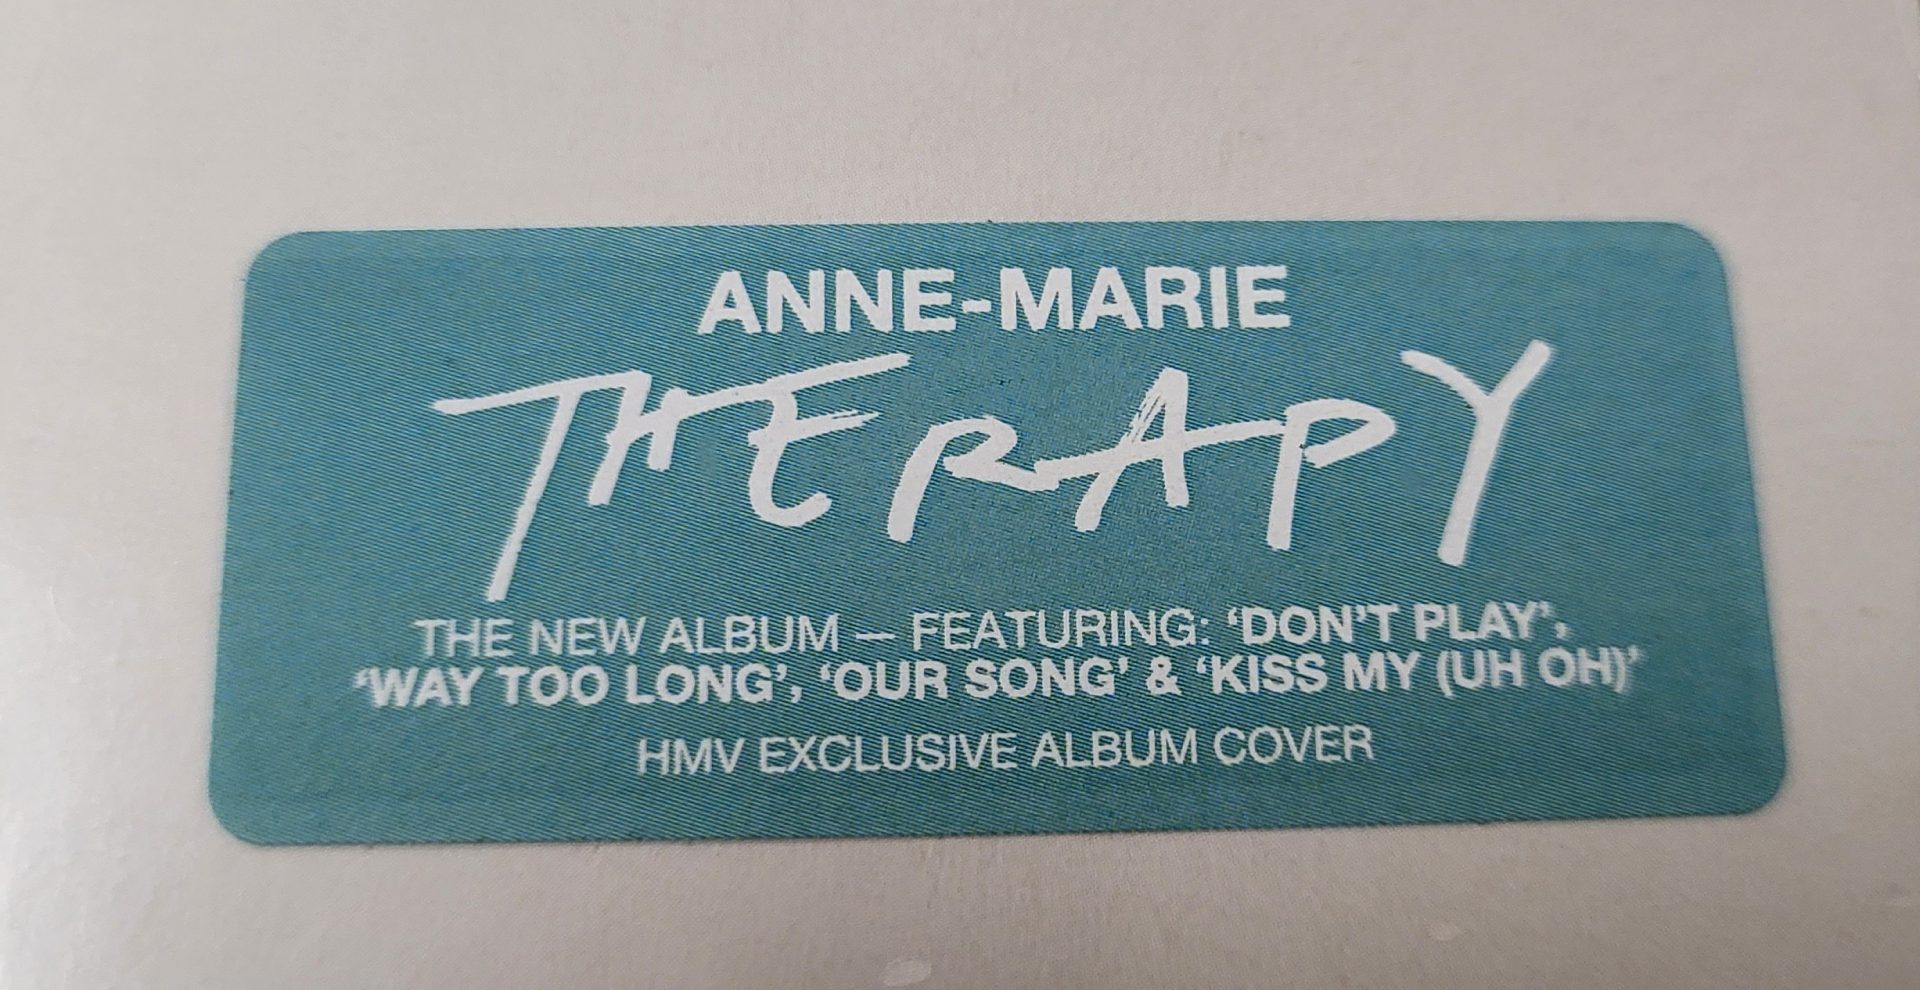 ANNE-MARIE
THERAPY
THE NEW ALBUM — FEATURING: ‘DON’T PLAY’,
‘WAY TOO LONG’, ‘OUR SONG’ & ‘KISS MY (UH OH)’
HMV EXCLUSIVE ALBUM COVER